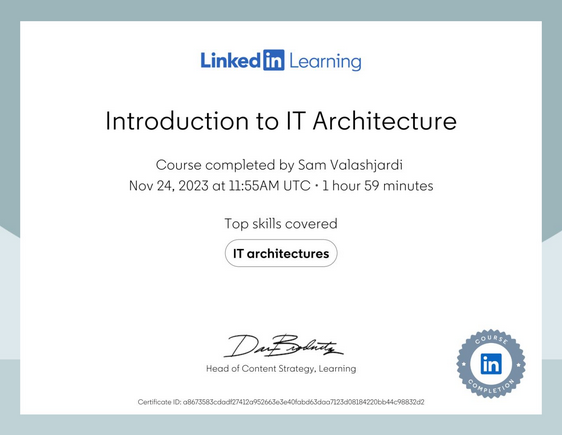 LinkedIn Learning
Introduction to IT Architecture
Course completed by Sam Valashjardi
Nov 24, 2023 at 11:55AM UTC • 1 hour 59 minutes
Top skills covered
IT architectures
Head of Content Strategy, Learning
COURSE
in
COMPLETION
Certificate ID: a8673583cdadf27412a952663e3e40fabd63daa7123d08184220bb44c98832d2